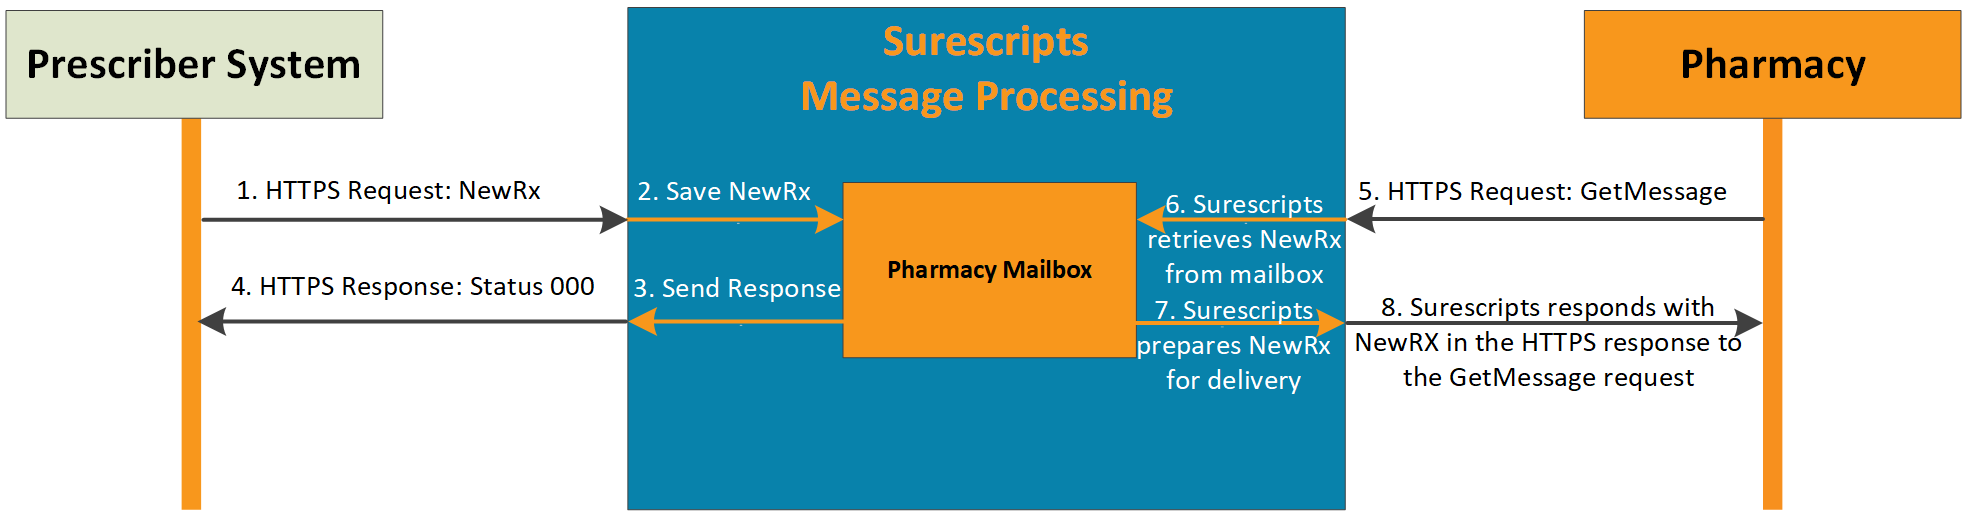 Prescriber System
Surescripts
Message Processing
Pharmacy
1. HTTPS Request: NewRx
2. Save NewRx
3. Send Response
4. HTTPS Response: Status 000
Pharmacy Mailbox
5. HTTPS Request: GetMessage
6. Surescripts
retrieves NewRx
from mailbox
7. Surescripts
prepares NewRx
for delivery
8. Surescripts responds with
NewRX in the HTTPS response to
the GetMessage request